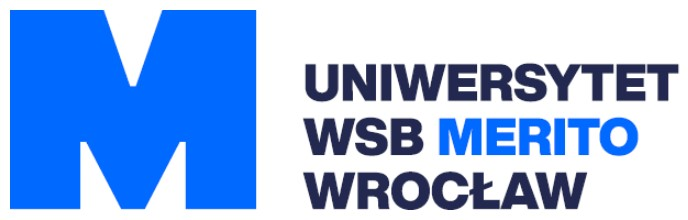 M
UNIWERSYTET
WSB MERITO
WROCŁAW